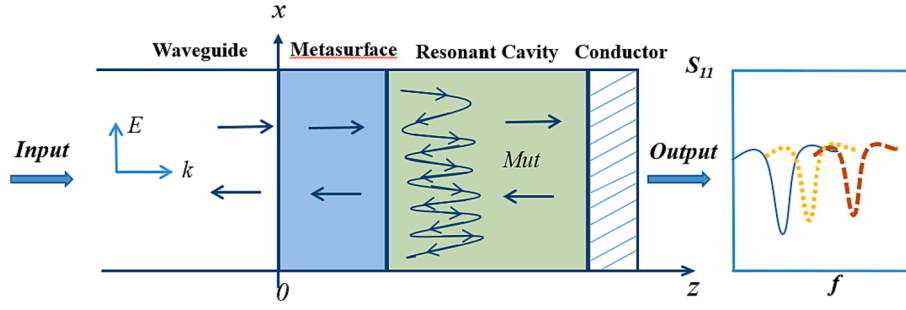 x
Waveguide Metasurface Resonant Cavity Conductor
S11
E
Input
k
Mut
Output
0
z
f